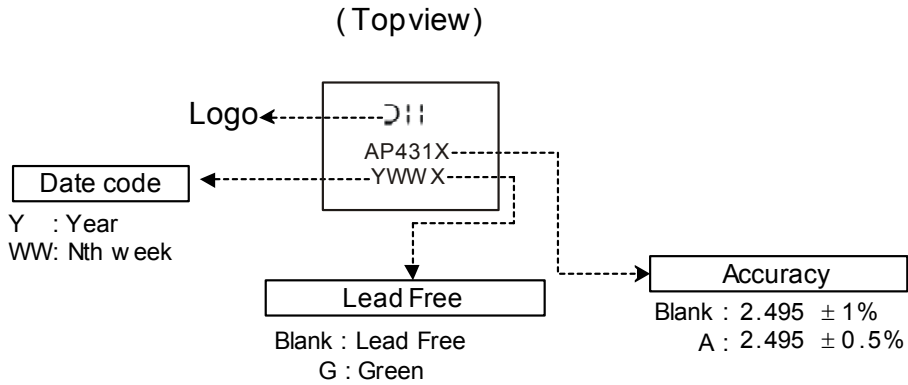 (Topview)
Logo
AP431X
YWW X
Date code
Y : Year
WW: Nth week
Lead Free
Blank : Lead Free
G : Green
Accuracy
Blank : 2.495 ±1%
A : 2.495 ±0.5%